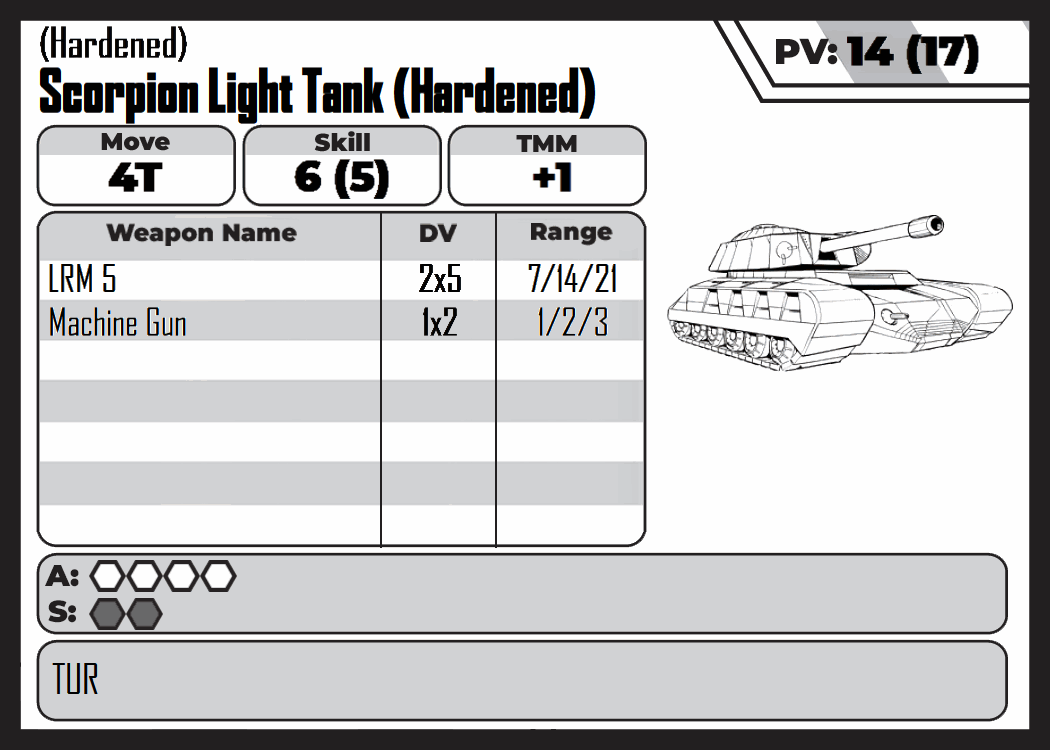 (Hardened)
Scorpion Light Tank (Hardened)
PV: 14 (17)
Move Skill TMM
4T 6 (5) +1
Weapon Name DV Range
LRM 5 2x5 7/14/21
Machine Gun 1x2 1/2/3
A:
S:
TUR